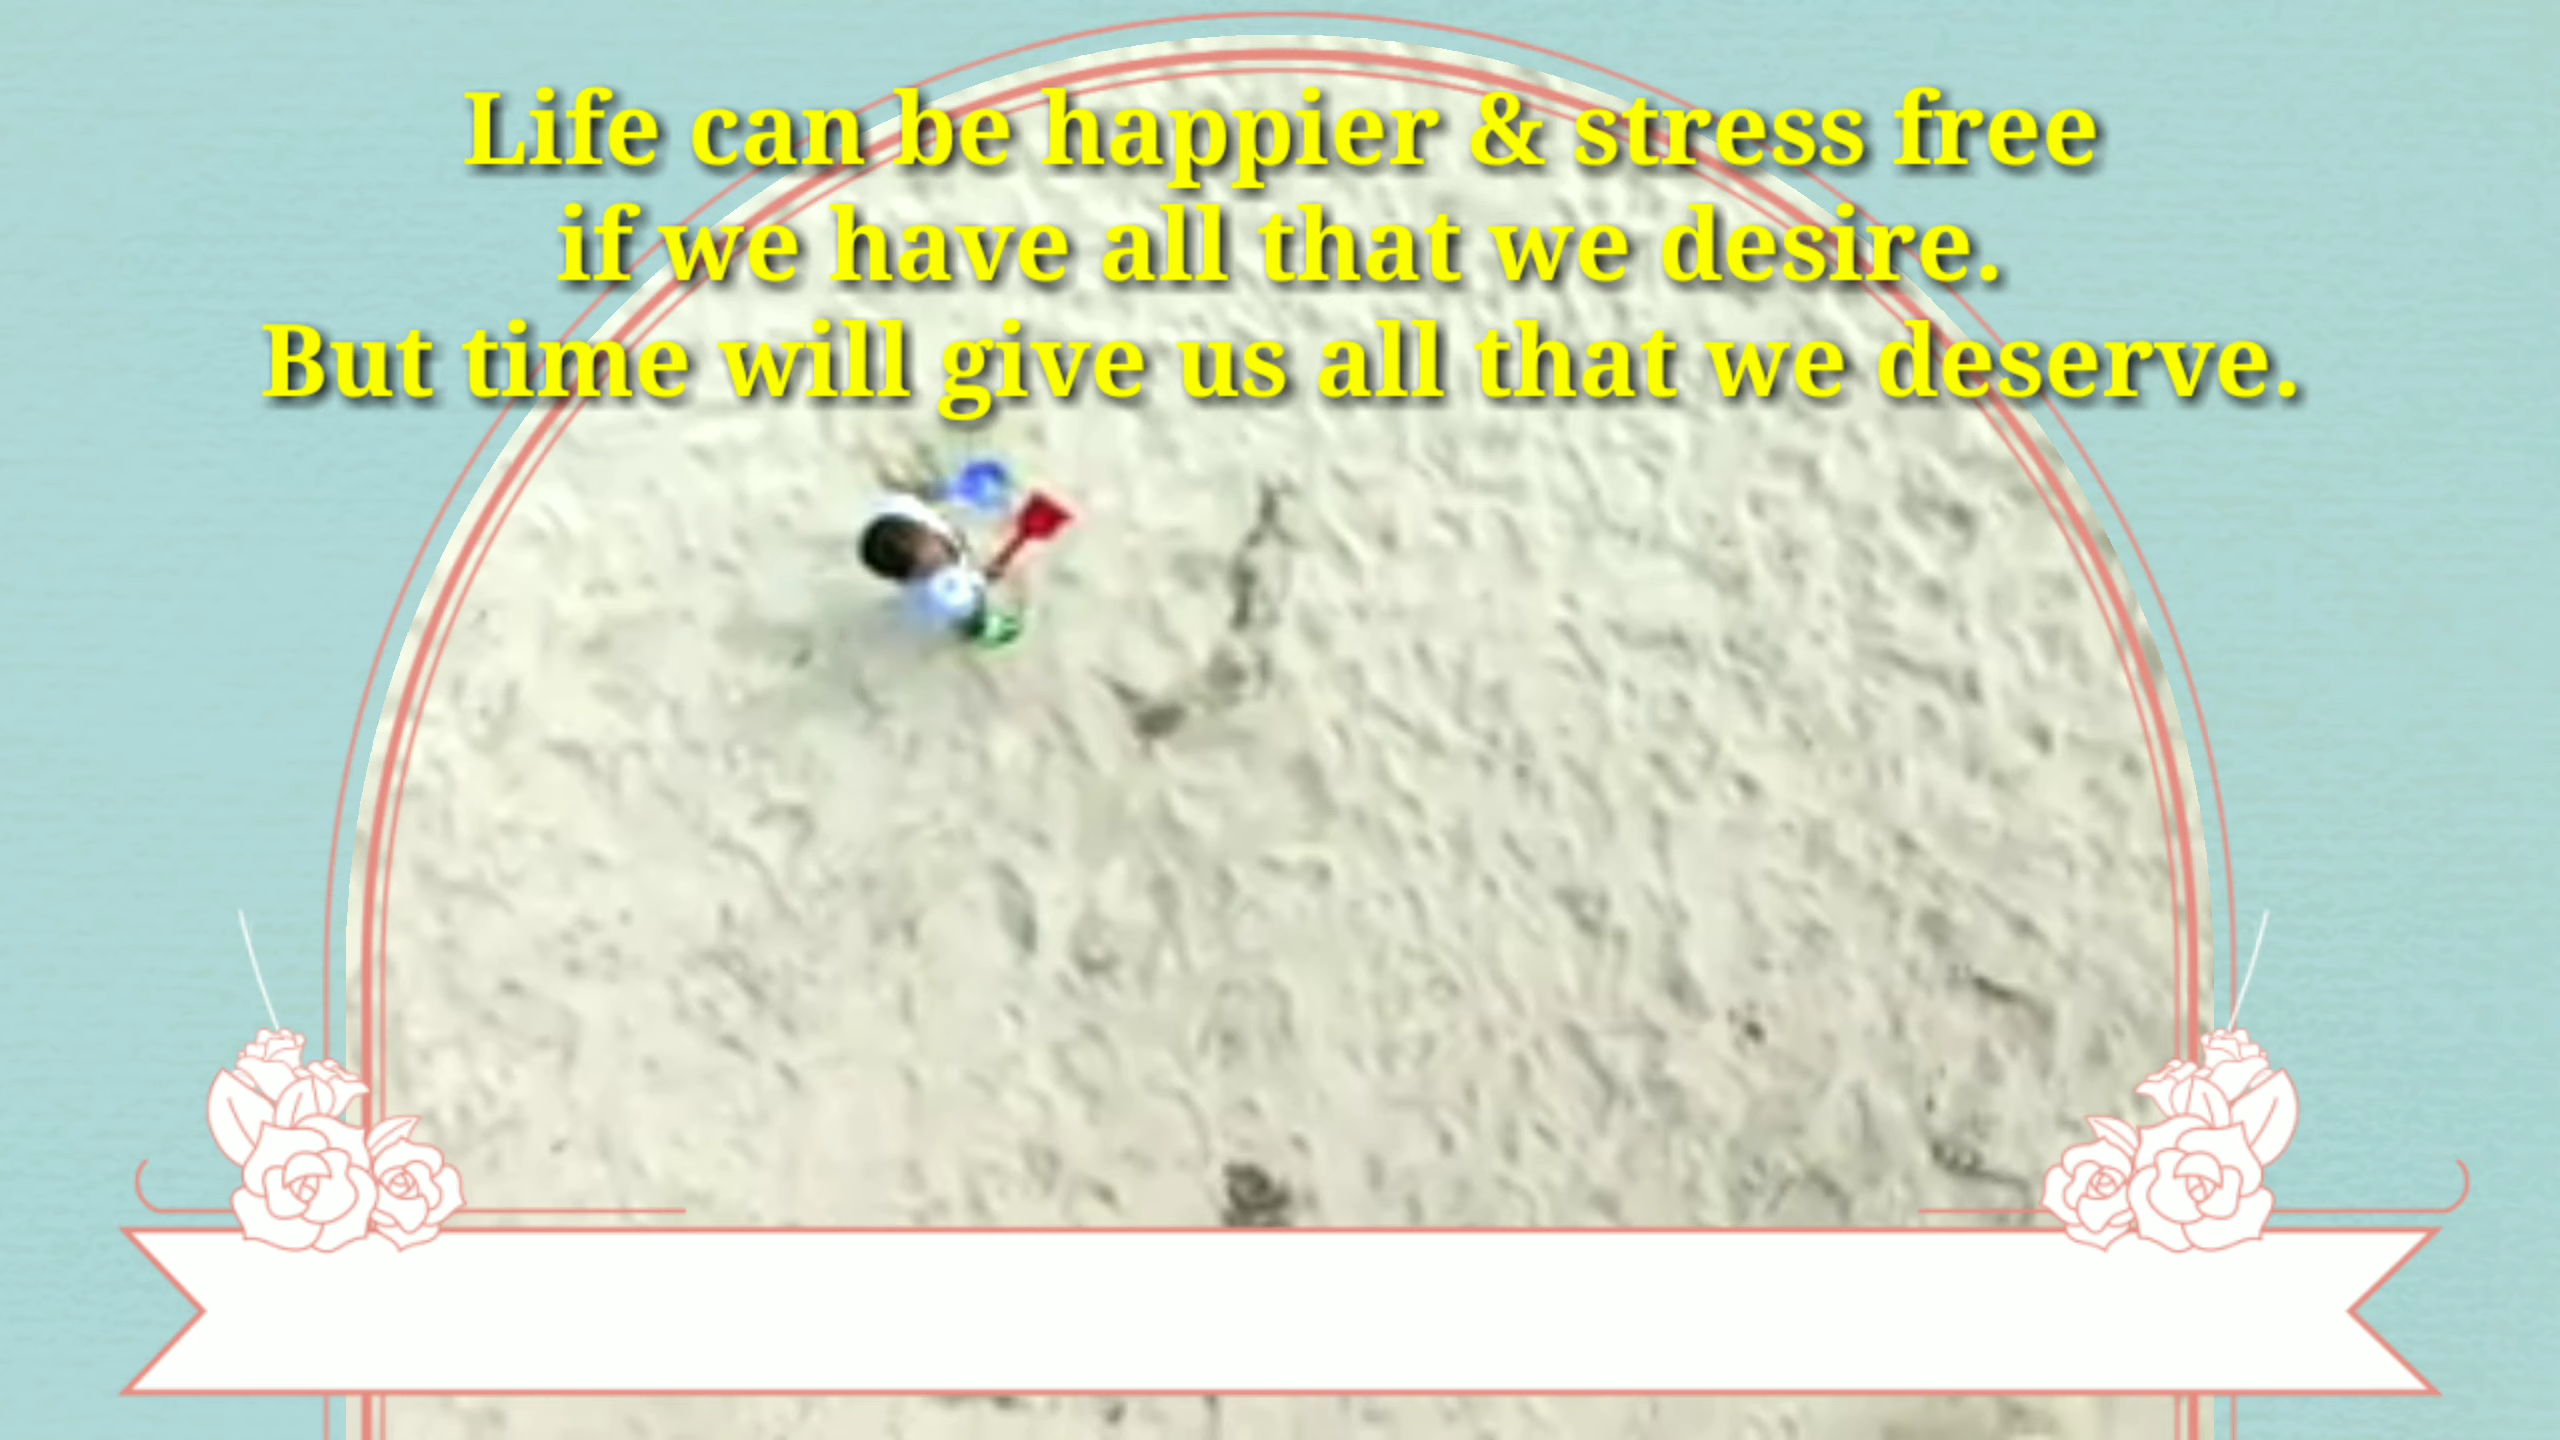 Life can be happier & stress free
if we have all that we desire.
But time will give us all that we deserve.